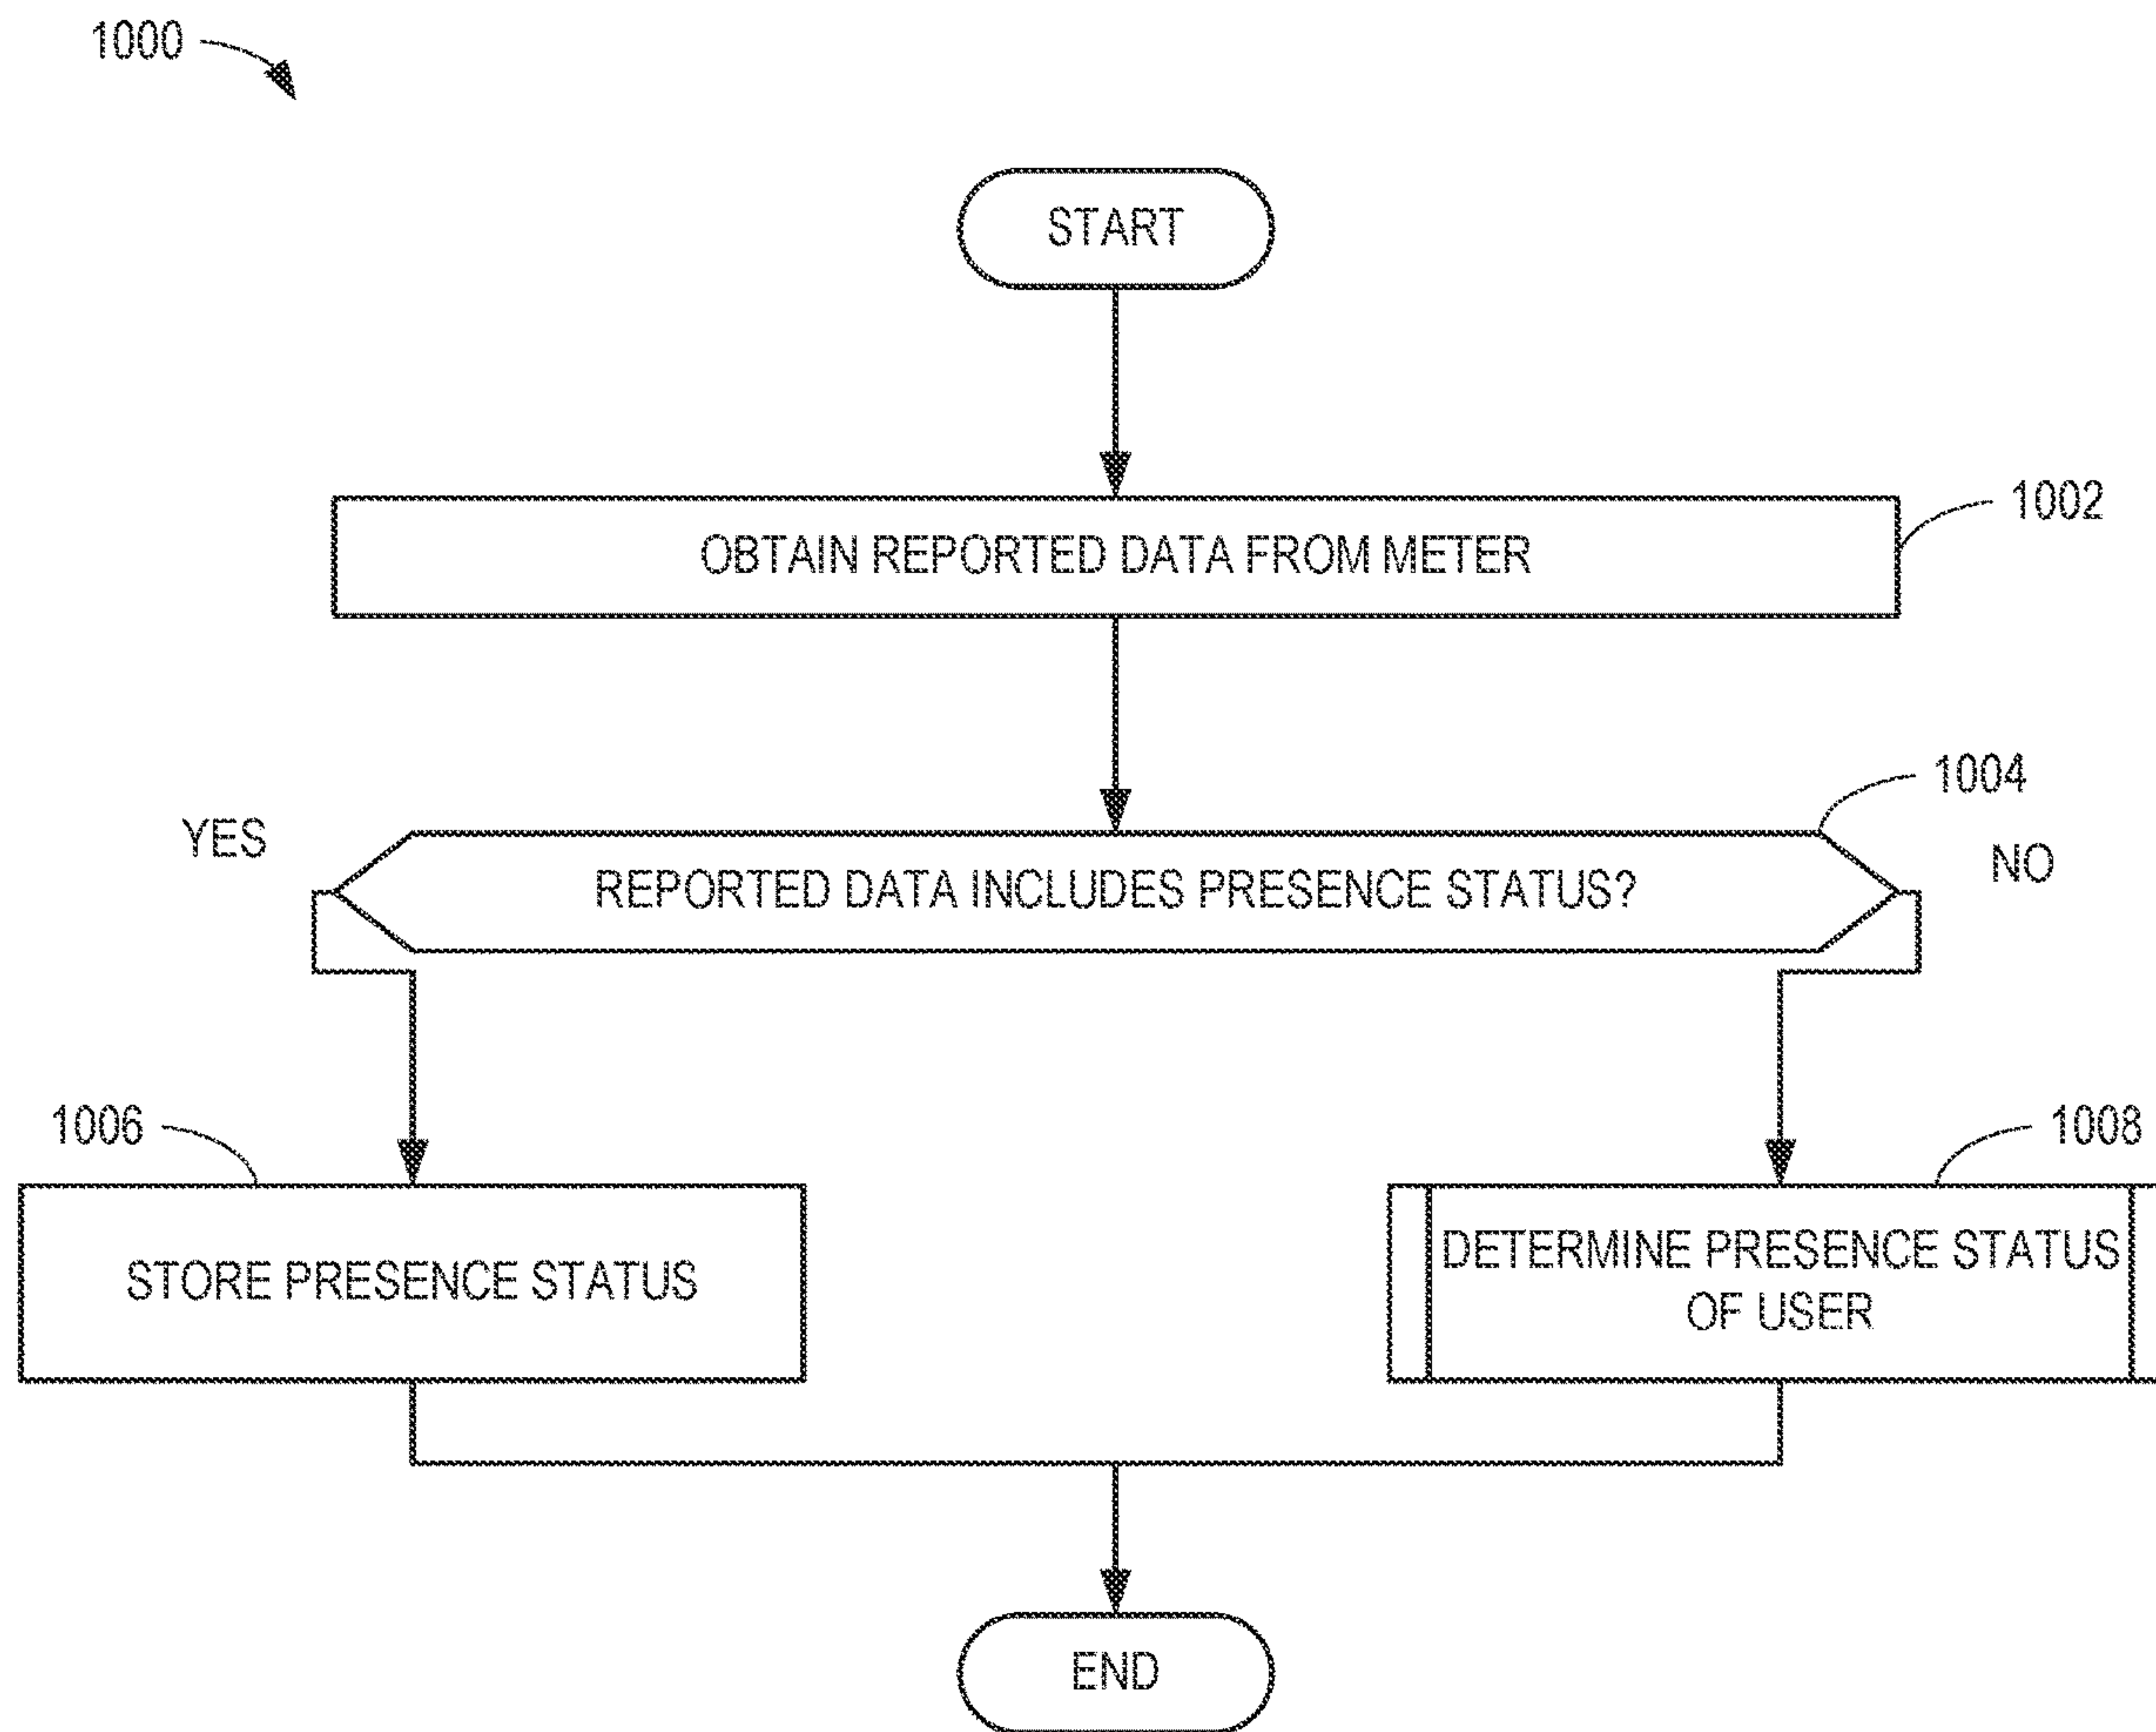 1000
START
OBTAIN REPORTED DATA FROM METER
1002
1004
YES
NO
REPORTED DATA INCLUDES PRESENCE STATUS?
1006
1008
STORE PRESENCE STATUS
DETERMINE PRESENCE STATUS
OF USER
END